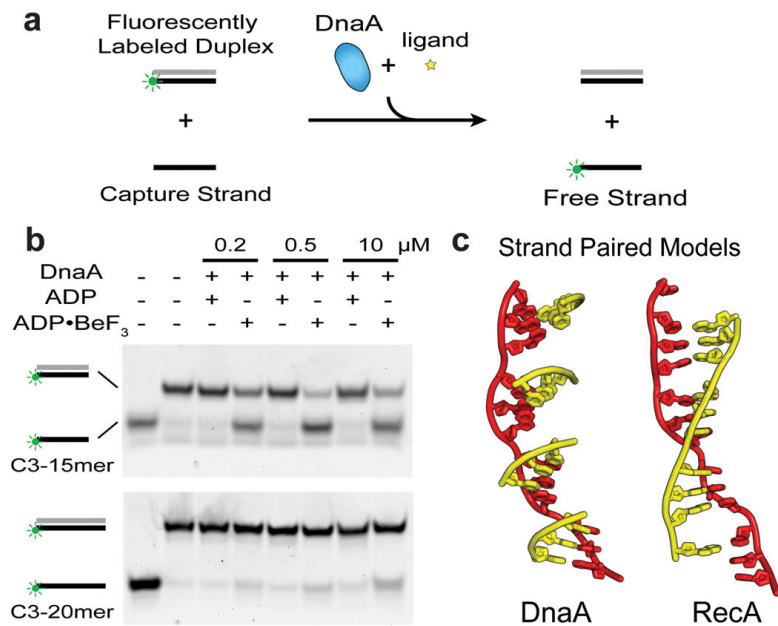 a
Fluorescently
Labeled Duplex
DnaA
ligand
+
+
+
Capture Strand
Free Strand
b
0.2 0.5 10 μM
DnaA - - + + + + + +
ADP - - + - + - + -
ADP•BeF3 - - - + - + - +
C3-15mer
C3-20mer
c
Strand Paired Models
DnaA
RecA